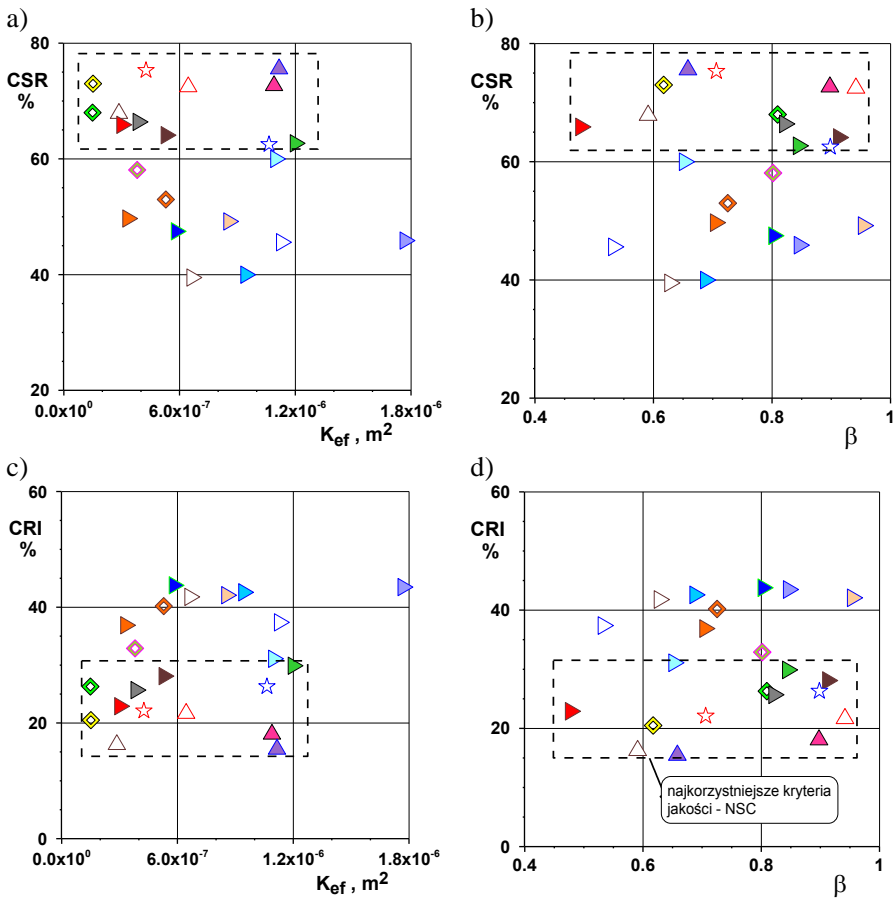 a)
80
CSR
%
60
40
20
0.0x10⁰
6.0x10⁻⁷
1.2x10⁻⁶
1.8x10⁻⁶
K_ef , m²
b)
80
CSR
%
60
40
20
0.4
0.6
0.8
1
β
c)
60
CRI
%
40
20
0
0.0x10⁰
6.0x10⁻⁷
1.2x10⁻⁶
1.8x10⁻⁶
K_ef , m²
d)
60
CRI
%
40
20
0
najkorzystniejsze kryteria
jakości - NSC
0.4
0.6
0.8
1
β